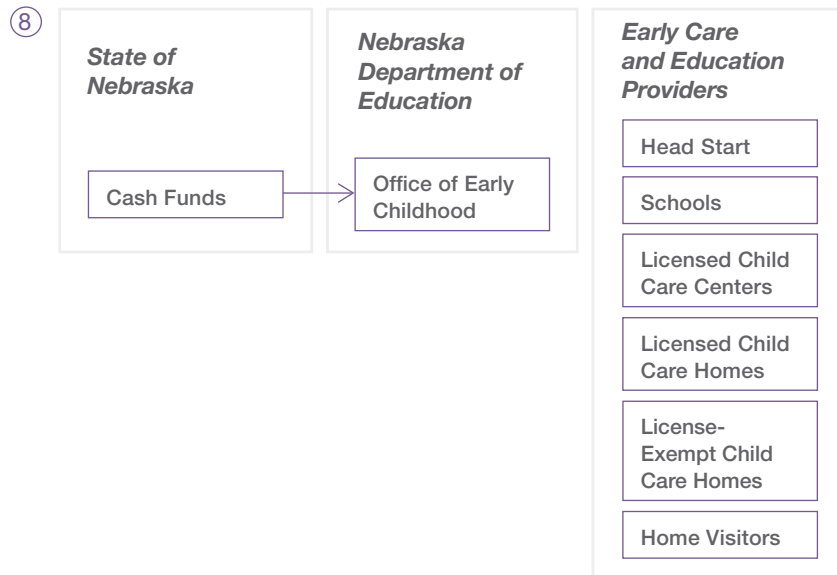 8
State of
Nebraska
Cash Funds
Nebraska
Department of
Education
Office of Early
Childhood
Early Care
and Education
Providers
Head Start
Schools
Licensed Child
Care Centers
Licensed Child
Care Homes
License-
Exempt Child
Care Homes
Home Visitors